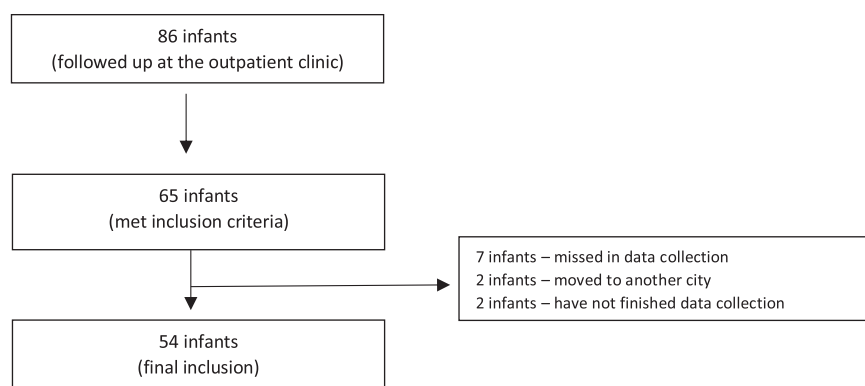 86 infants
(followed up at the outpatient clinic)
65 infants
(met inclusion criteria)
7 infants – missed in data collection
2 infants – moved to another city
2 infants – have not finished data collection
54 infants
(final inclusion)